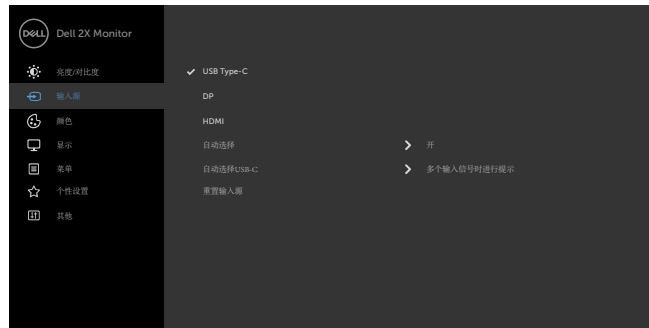 DELL Dell 2X Monitor
亮度/对比度
✔ USB Type-C
输入源
DP
颜色
HDMI
显示
自动选择 > 开
菜单
自动选择USB-C > 多个输入信号时进行提示
个性设置
重置输入源
其他